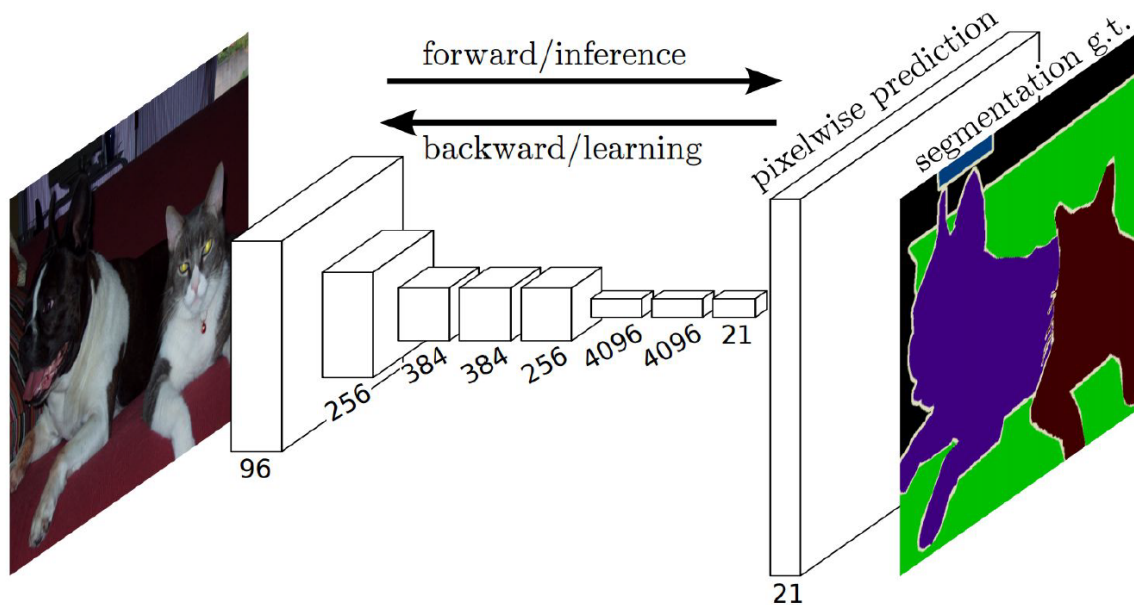 forward/inference
backward/learning
pixelwise prediction
segmentation g.t.
96
256
384
384
256
4096
4096
21
21